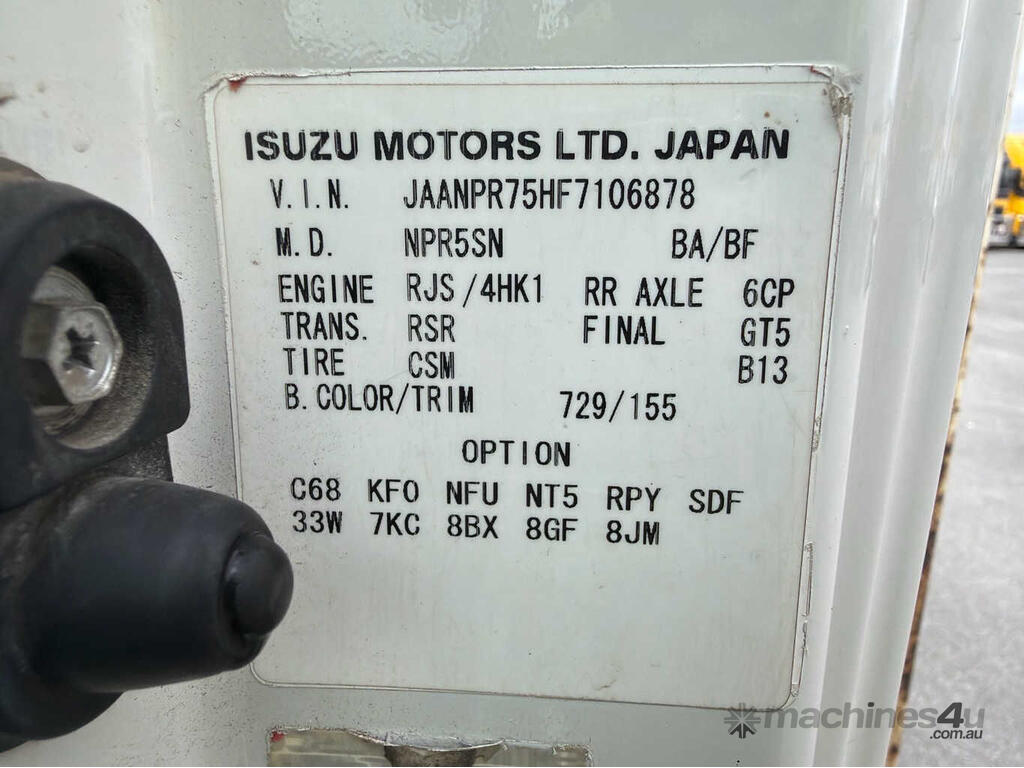 ISUZU MOTORS LTD. JAPAN
V.I.N. JAANPR75HF7106878
M.D. NPR5SN BA/BF
ENGINE RJS/4HK1 RR AXLE 6CP
TRANS. RSR FINAL GT5
TIRE CSM B13
B.COLOR/TRIM 729/155
OPTION
C68 KF0 NFU NT5 RPY SDF
33W 7KC 8BX 8GF 8JM
machines4u
.com.au